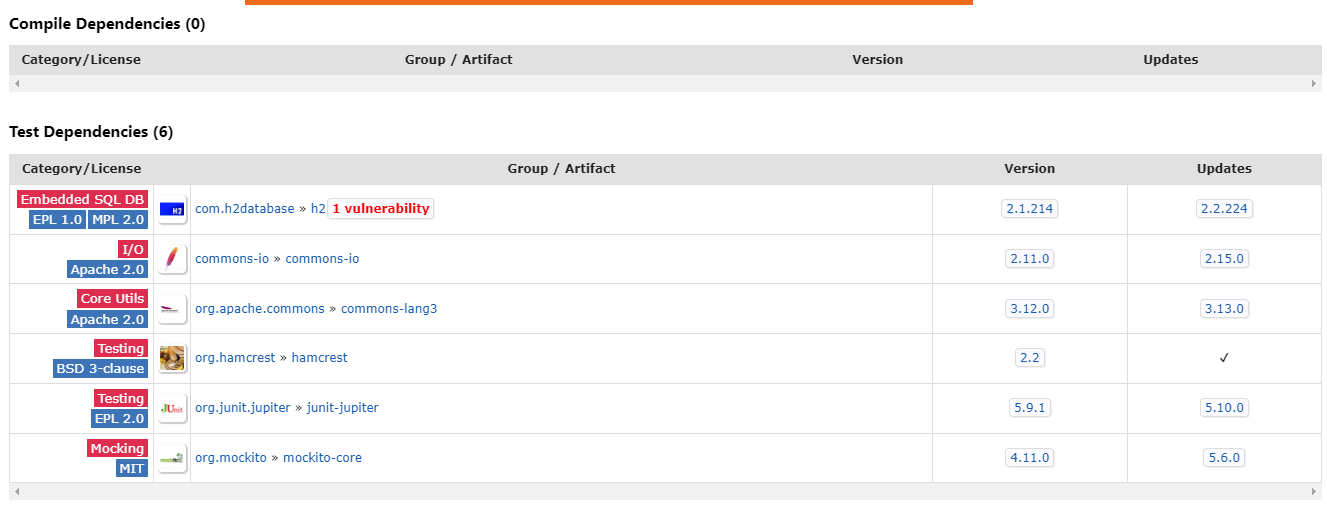 Compile Dependencies (0)
Category/License Group / Artifact Version Updates
Test Dependencies (6)
Category/License Group / Artifact Version Updates
Embedded SQL DB
EPL 1.0 MPL 2.0
H2 com.h2database » h2 1 vulnerability 2.1.214 2.2.224
I/O
Apache 2.0
commons-io » commons-io 2.11.0 2.15.0
Core Utils
Apache 2.0
org.apache.commons » commons-lang3 3.12.0 3.13.0
Testing
BSD 3-clause
org.hamcrest » hamcrest 2.2 ✓
Testing
EPL 2.0
JUnit org.junit.jupiter » junit-jupiter 5.9.1 5.10.0
Mocking
MIT
org.mockito » mockito-core 4.11.0 5.6.0